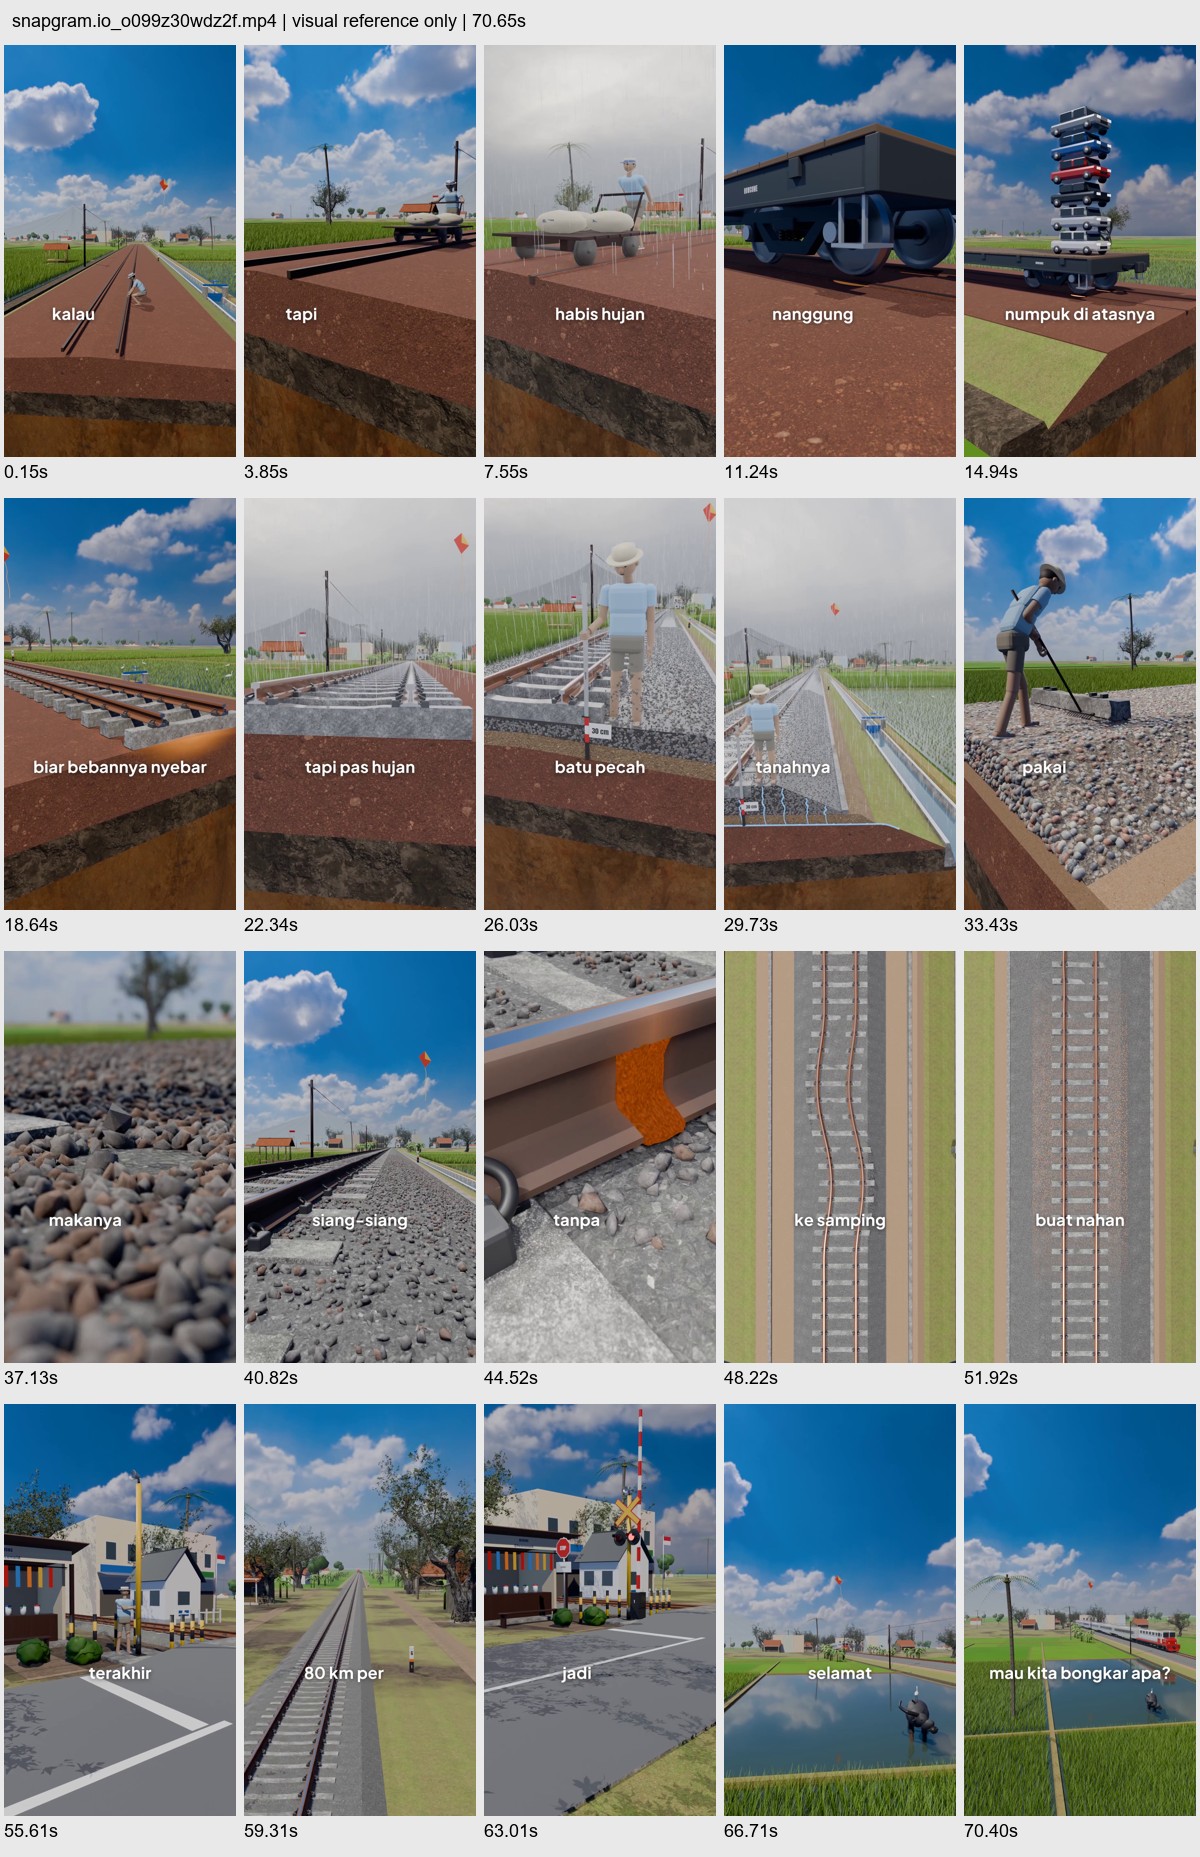 snapgram.io_o099z30wdz2f.mp4 | visual reference only | 70.65s
kalau
tapi
habis hujan
nanggung
numpuk di atasnya
0.15s
3.85s
7.55s
11.24s
14.94s
biar bebannya nyebar
tapi pas hujan
30 cm
batu pecah
30 cm
tanahnya
pakai
18.64s
22.34s
26.03s
29.73s
33.43s
makanya
siang-siang
tanpa
ke samping
buat nahan
37.13s
40.82s
44.52s
48.22s
51.92s
STOP
terakhir
80 km per
jadi
selamat
mau kita bongkar apa?
55.61s
59.31s
63.01s
66.71s
70.40s